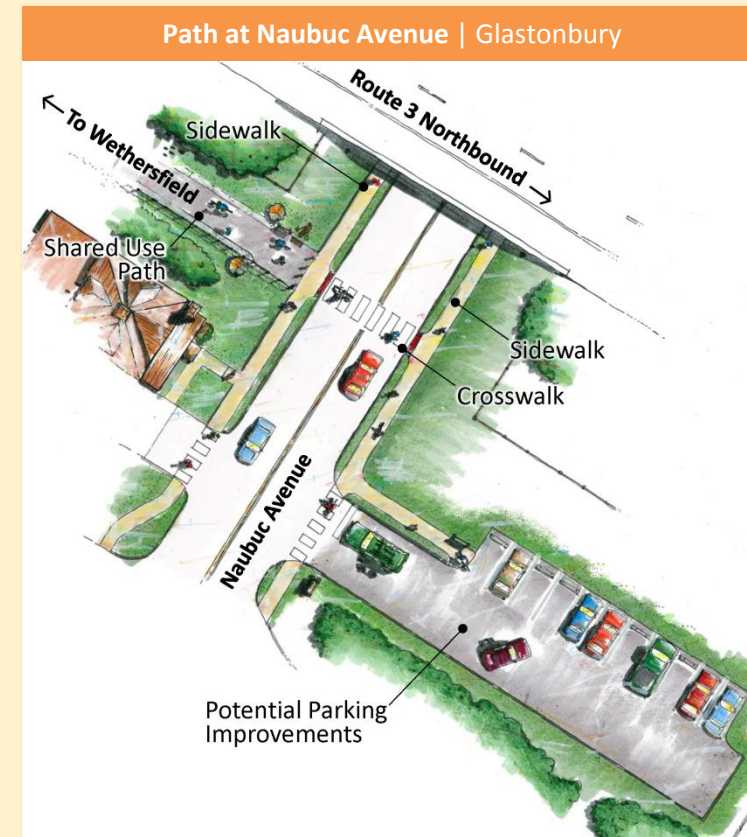 Path at Naubuc Avenue | Glastonbury
Route 3 Northbound →
← To Wethersfield
Sidewalk
Shared Use
Path
Sidewalk
Crosswalk
Naubuc Avenue
Potential Parking
Improvements